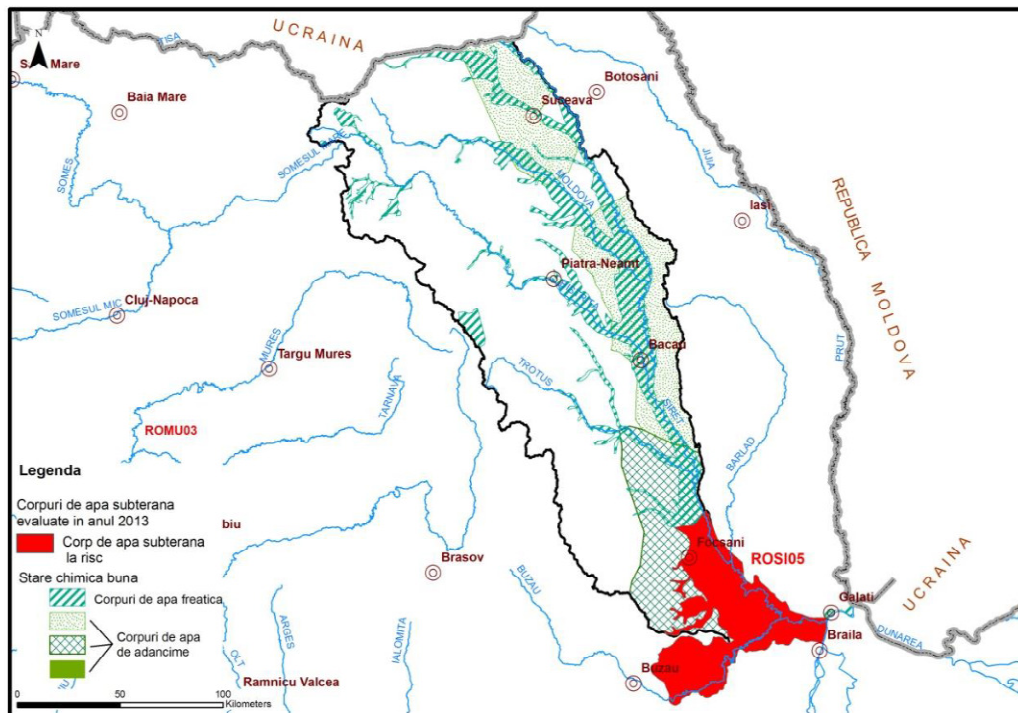 UCRAINA
N
TISA
Mare
Baia Mare
Botosani
Suceava
SOMES
SOMESUL MARE
JIJIA
MOLDOVA
Iasi
REPUBLICA MOLDOVA
Piatra-Neamt
BISTRITA
Cluj-Napoca
SOMESUL MIC
MURES
Targu Mures
PRUT
Bacau
TROTUS
TARNAVA
SIRET
ROMU03
BARLAD
Legenda
Corpuri de apa subterana
evaluate in anul 2013
Corp de apa subterana
la risc
biu
Focsani
ROSI05
Brasov
Stare chimica buna
UCRAINA
Corpuri de apa freatica
BUZAU
Galati
DUNAREA
Corpuri de apa
de adancime
ARGES
IALOMITA
Braila
OLT
Buzau
Ramnicu Valcea
0 50 100
Kilometers